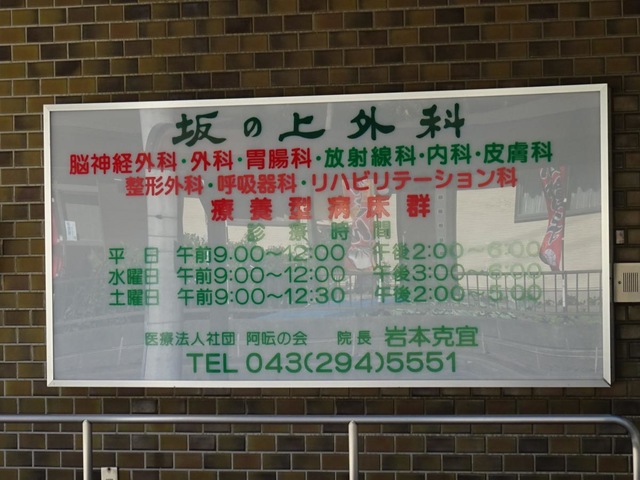 坂の上外科
脳神経外科・外科・胃腸科・放射線科・内科・皮膚科
整形外科・呼吸器科・リハビリテーション科
療養型病床群
診療時間
平日 午前9:00〜12:00 午後2:00〜6:00
水曜日 午前9:00〜12:00 午後3:00〜6:00
土曜日 午前9:00〜12:30 午後2:00〜5:00
医療法人社団 阿呍の会 院長 岩本克宜
TEL 043(294)5551